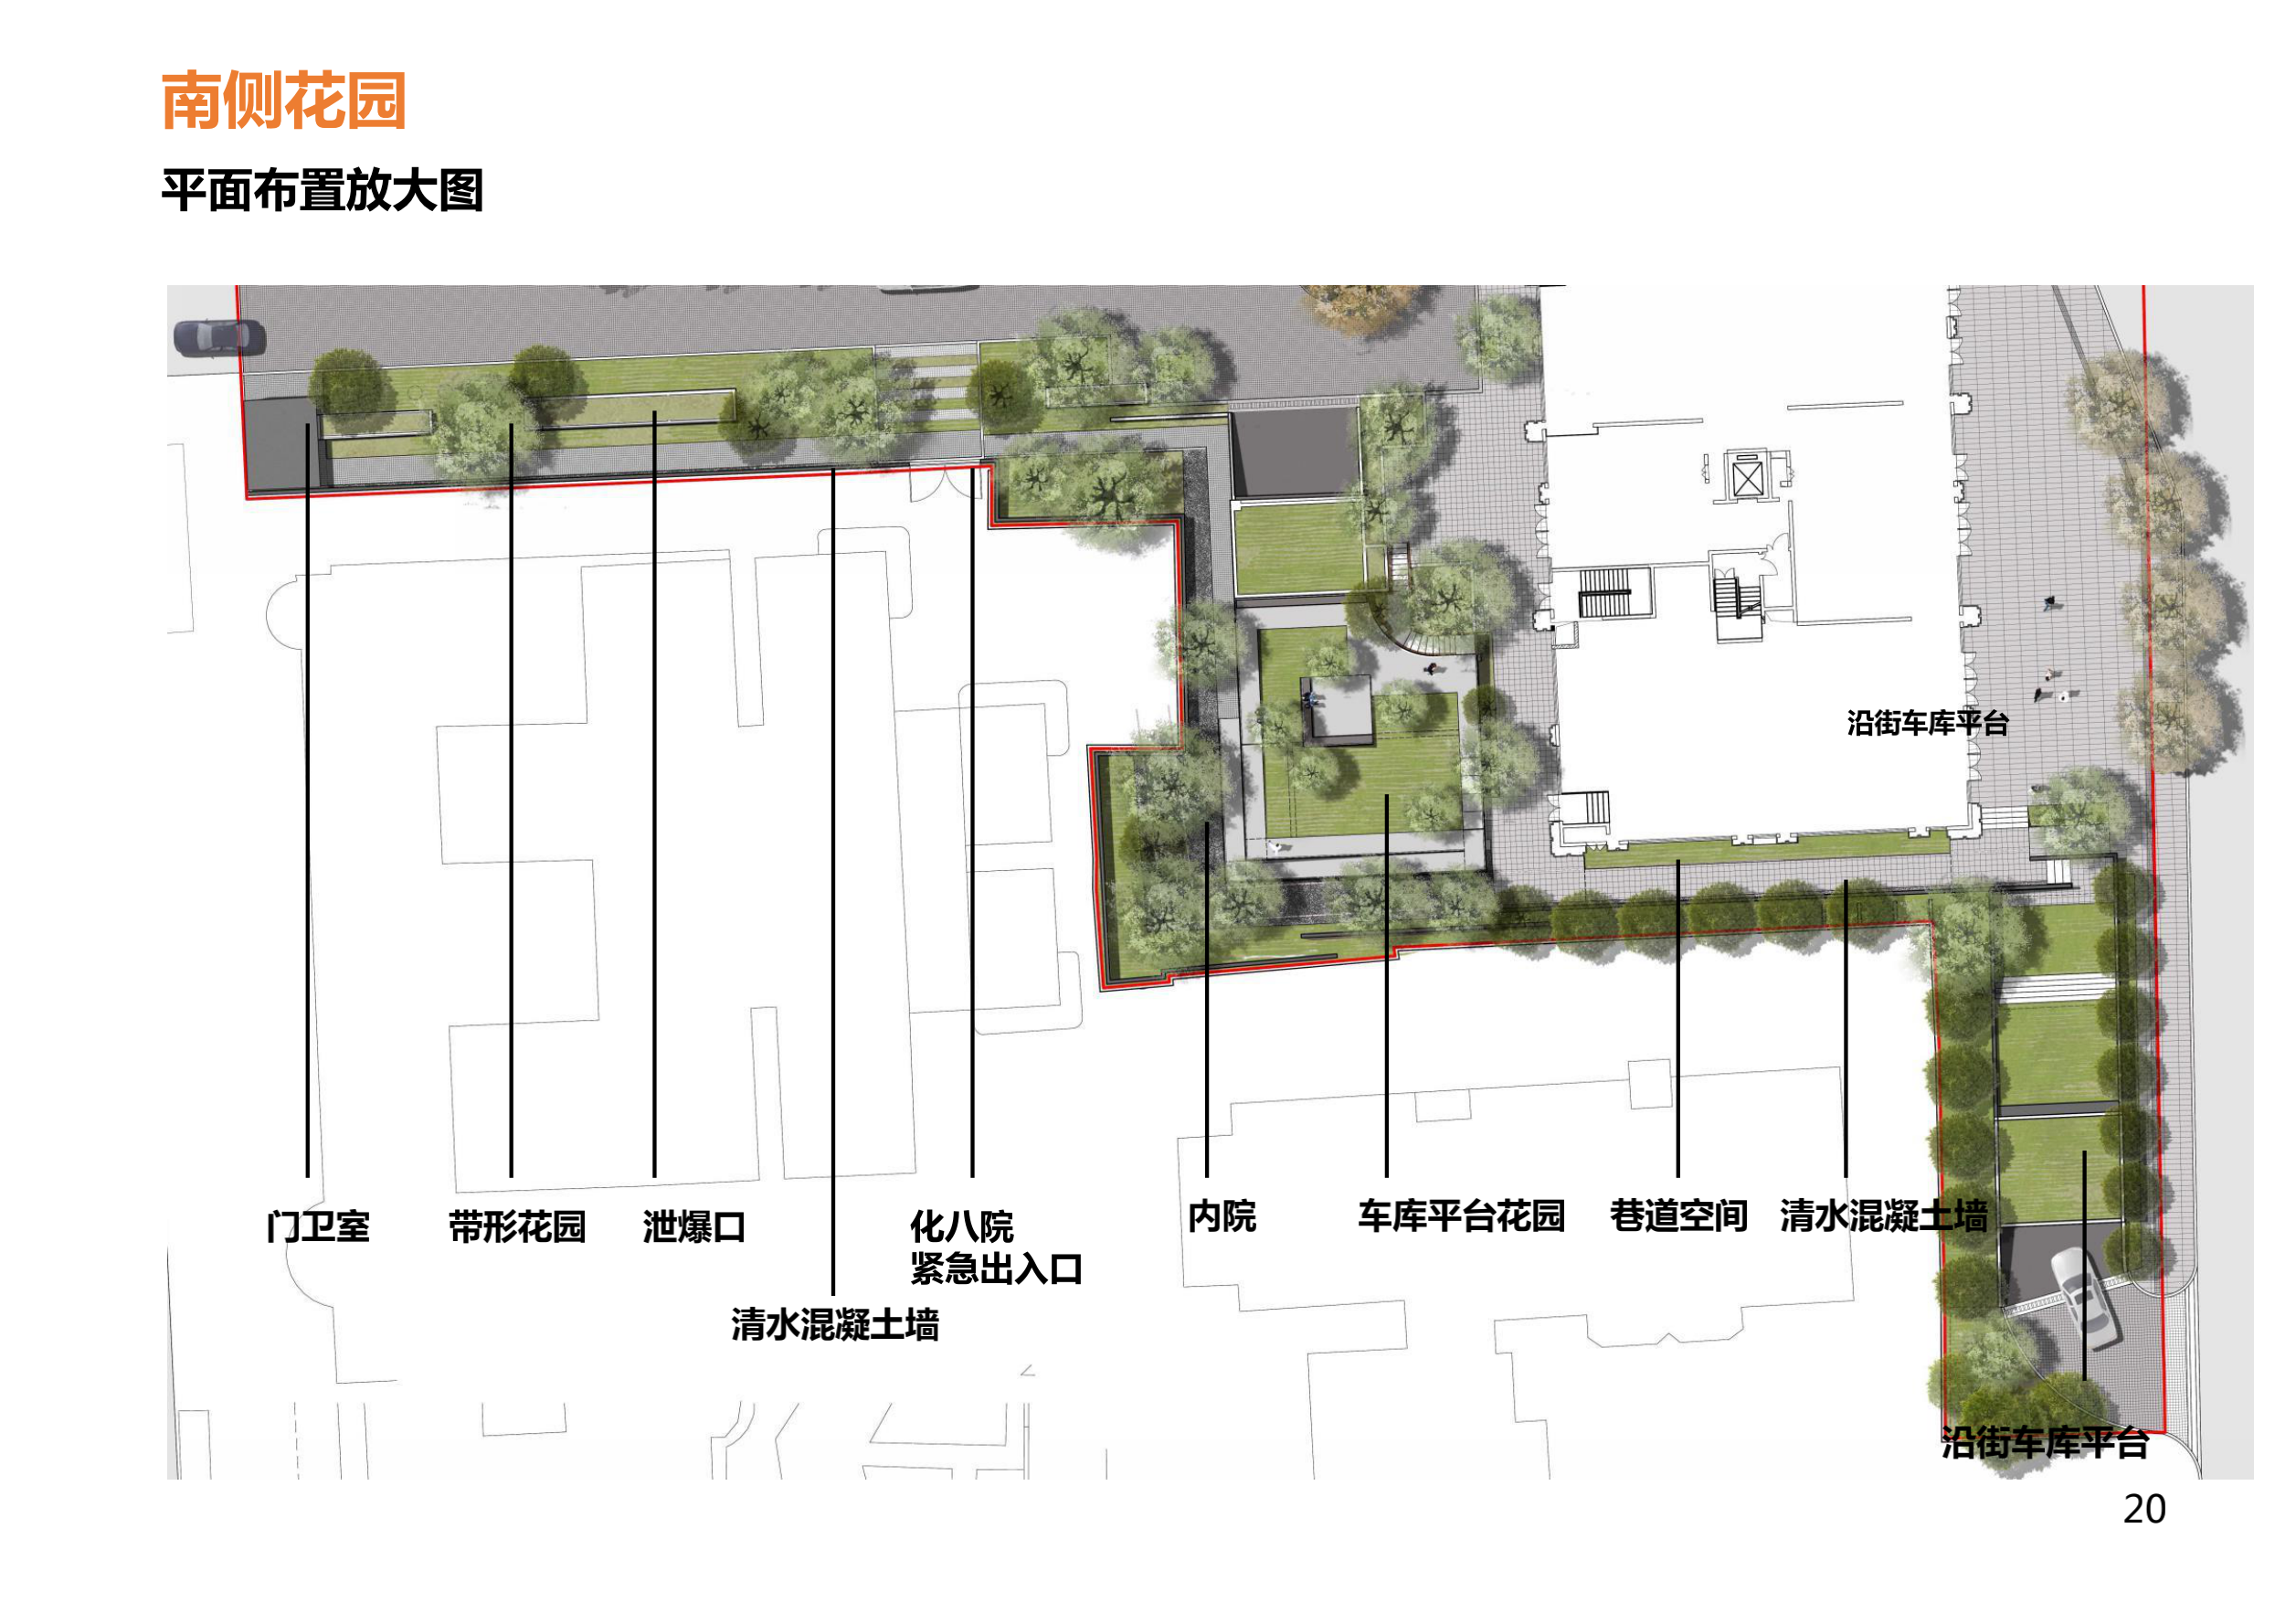 南侧花园
平面布置放大图
沿街车库平台
门卫室
带形花园
泄爆口
化八院
紧急出入口
清水混凝土墙
内院
车库平台花园
巷道空间
清水混凝土墙
沿街车库平台
20